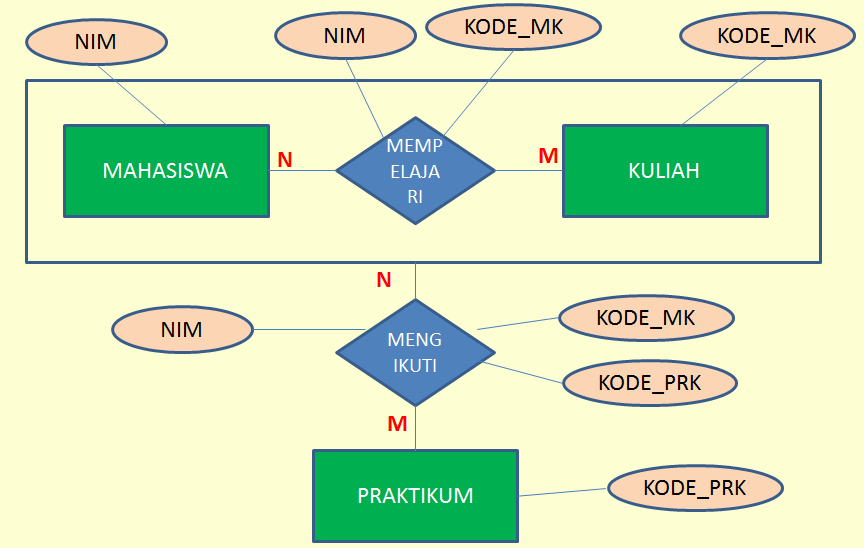 NIM
NIM
KODE_MK
KODE_MK
MAHASISWA
N
MEMP
ELAJA
RI
M
KULIAH
N
NIM
MENG
IKUTI
KODE_MK
KODE_PRK
M
PRAKTIKUM
KODE_PRK